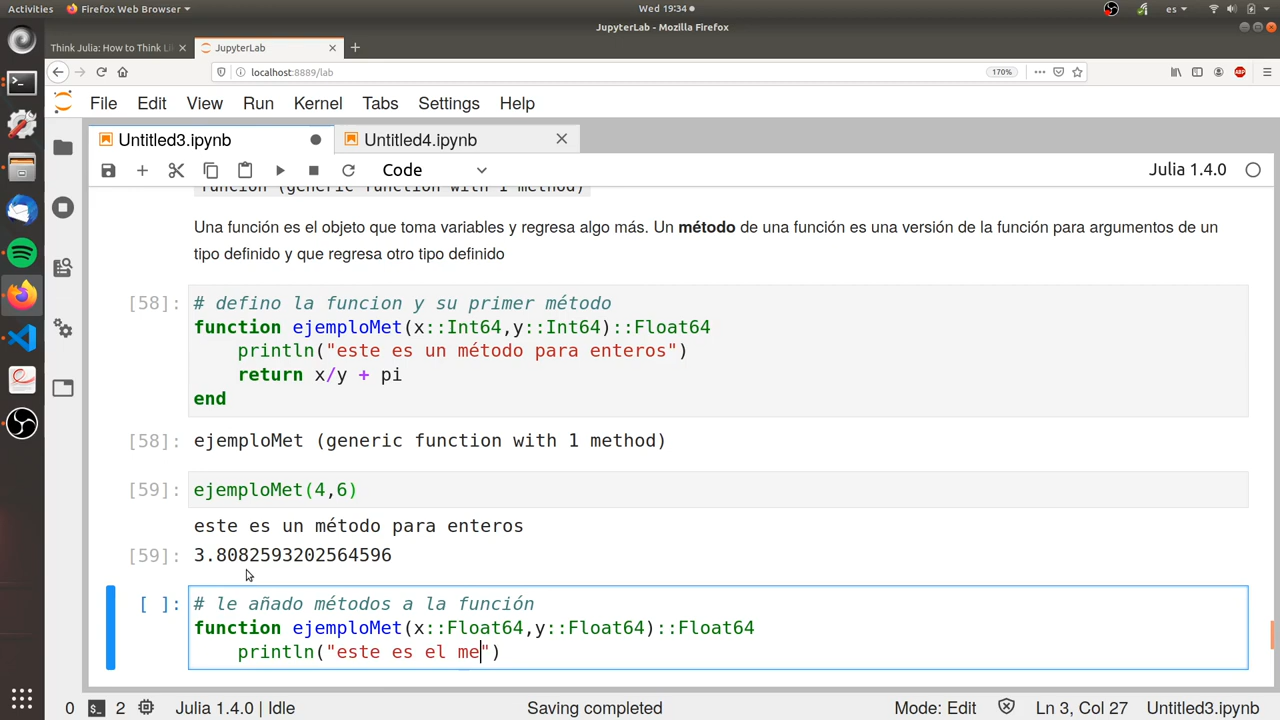 Activities Firefox Web Browser Wed 19:34 es
JupyterLab - Mozilla Firefox
Think Julia: How to Think Li JupyterLab
localhost:8889/lab 170% ABP
File Edit View Run Kernel Tabs Settings Help
Untitled3.ipynb Untitled4.ipynb
Code Julia 1.4.0
funcion (generic function with 1 method)
Una función es el objeto que toma variables y regresa algo más. Un método de una función es una versión de la función para argumentos de un
tipo definido y que regresa otro tipo definido
[58]: # defino la funcion y su primer método
function ejemploMet(x::Int64,y::Int64)::Float64
println("este es un método para enteros")
return x/y + pi
end
[58]: ejemploMet (generic function with 1 method)
[59]: ejemploMet(4,6)
este es un método para enteros
[59]: 3.8082593202564596
[ ]: # le añado métodos a la función
function ejemploMet(x::Float64,y::Float64)::Float64
println("este es el me")
0 2 Julia 1.4.0 | Idle Saving completed Mode: Edit Ln 3, Col 27 Untitled3.ipynb